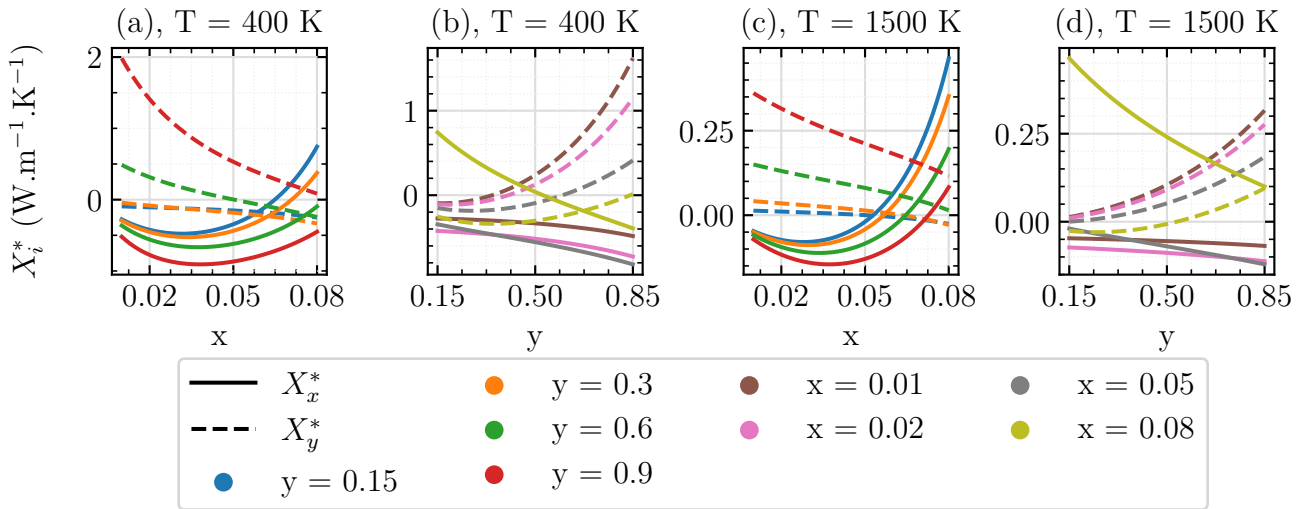 (a), T = 400 K (b), T = 400 K (c), T = 1500 K (d), T = 1500 K
X_i^* (W.m^{-1}.K^{-1})
2
0
1
0
0.25
0.00
0.25
0.00
0.02 0.05 0.08 0.15 0.50 0.85 0.02 0.05 0.08 0.15 0.50 0.85
x y x y
X_x^* y = 0.3 x = 0.01 x = 0.05
X_y^* y = 0.6 x = 0.02 x = 0.08
y = 0.15 y = 0.9